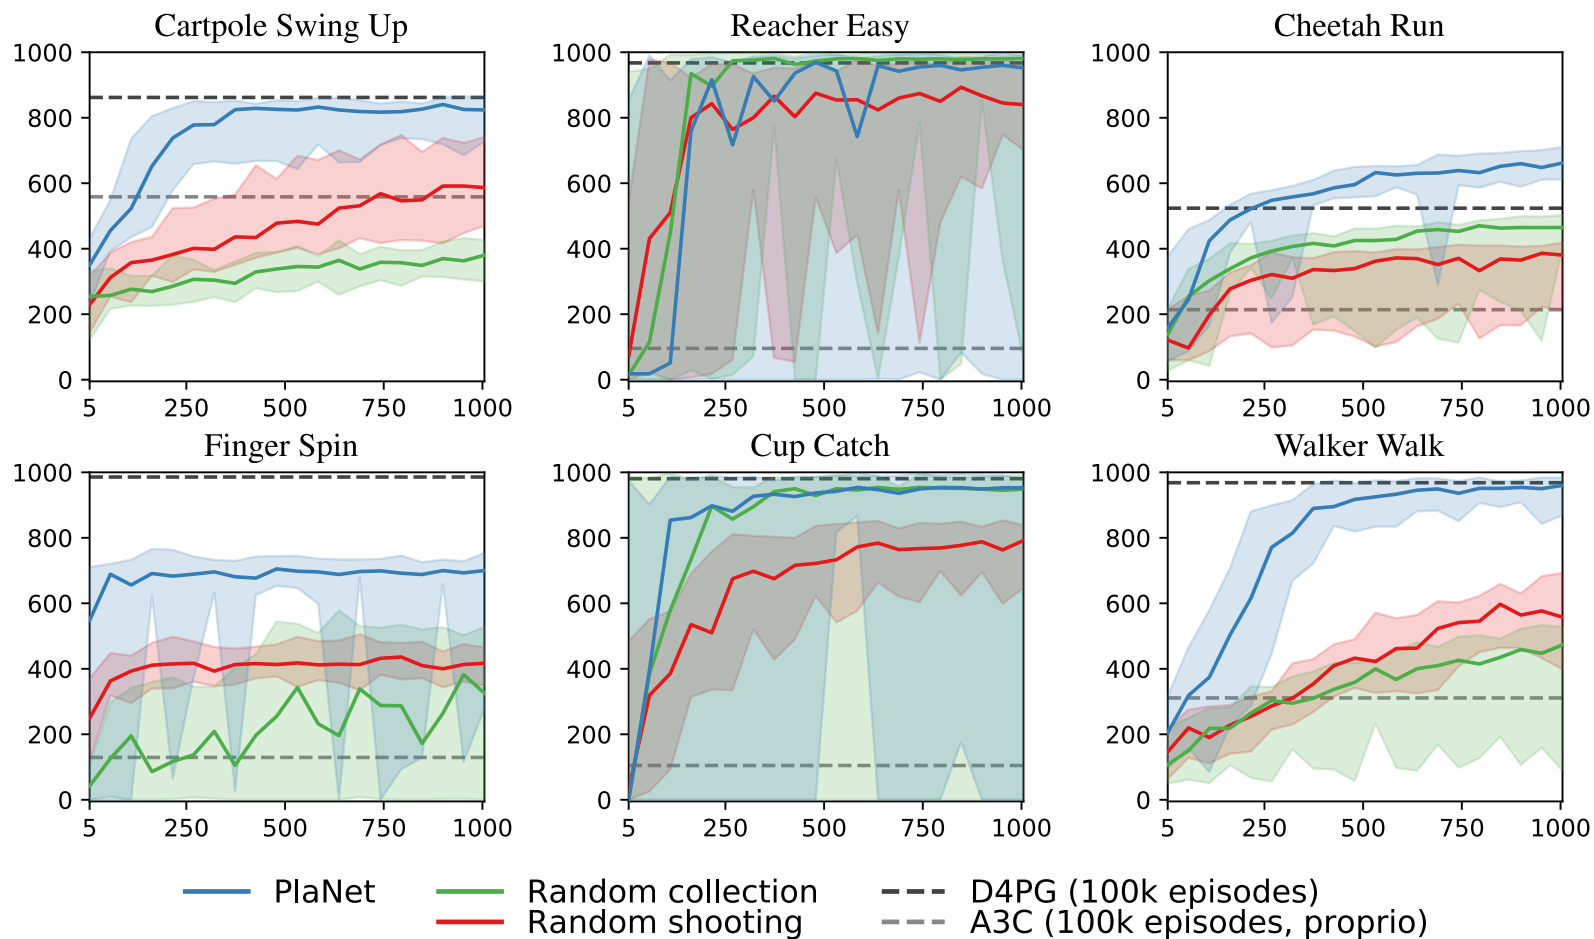 Cartpole Swing Up
Reacher Easy
Cheetah Run
1000
800
600
400
200
0
5 250 500 750 1000
1000
800
600
400
200
0
5 250 500 750 1000
1000
800
600
400
200
0
5 250 500 750 1000
Finger Spin
Cup Catch
Walker Walk
1000
800
600
400
200
0
5 250 500 750 1000
1000
800
600
400
200
0
5 250 500 750 1000
1000
800
600
400
200
0
5 250 500 750 1000
PlaNet
Random collection
Random shooting
D4PG (100k episodes)
A3C (100k episodes, proprio)